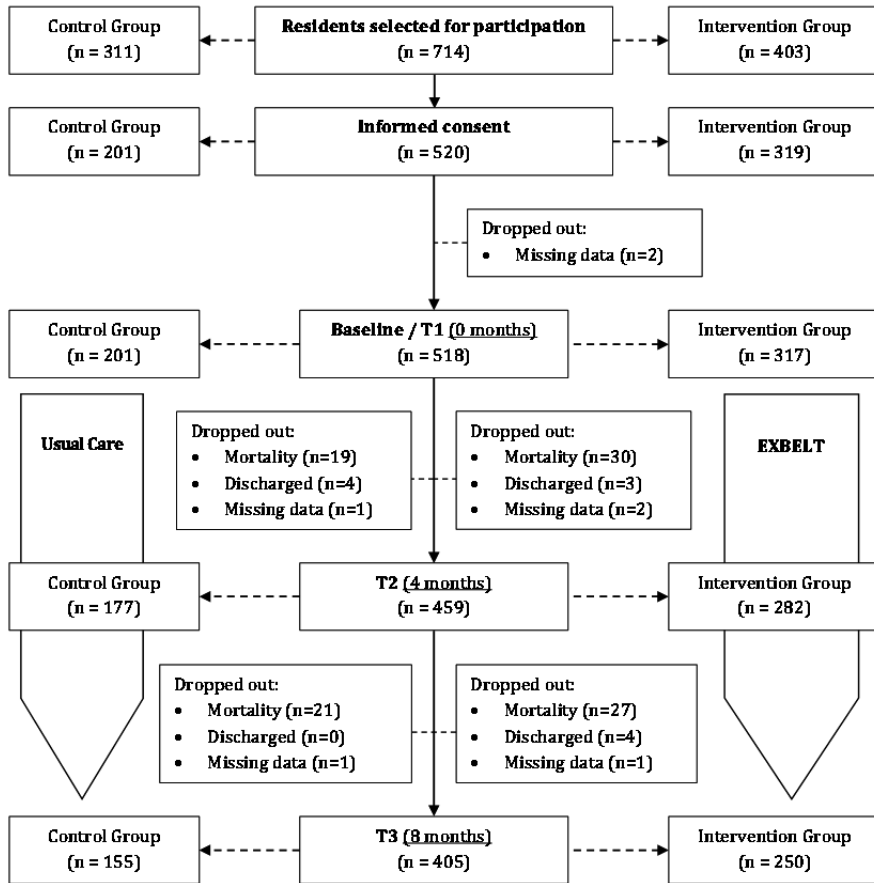 Control Group
(n = 311)
Residents selected for participation
(n = 714)
Intervention Group
(n = 403)
Control Group
(n = 201)
Informed consent
(n = 520)
Intervention Group
(n = 319)
Dropped out:
• Missing data (n=2)
Control Group
(n = 201)
Baseline / T1 (0 months)
(n = 518)
Intervention Group
(n = 317)
Usual Care
Dropped out:
• Mortality (n=19)
• Discharged (n=4)
• Missing data (n=1)
Dropped out:
• Mortality (n=30)
• Discharged (n=3)
• Missing data (n=2)
EXBELT
Control Group
(n = 177)
T2 (4 months)
(n = 459)
Intervention Group
(n = 282)
Dropped out:
• Mortality (n=21)
• Discharged (n=0)
• Missing data (n=1)
Dropped out:
• Mortality (n=27)
• Discharged (n=4)
• Missing data (n=1)
Control Group
(n = 155)
T3 (8 months)
(n = 405)
Intervention Group
(n = 250)